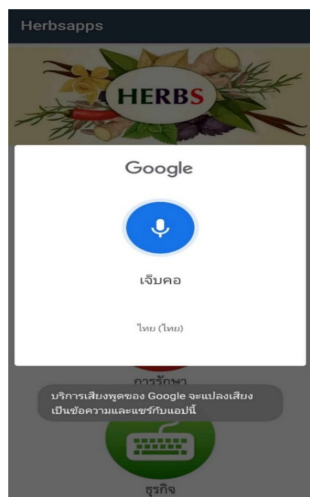 Herbsapps
HERBS
Google
เจ็บคอ
ไทย (ไทย)
การรักษา
บริการเสียงพูดของ Google จะแปลงเสียง
เป็นข้อความและแชร์กับแอปนี้
ธุรกิจ